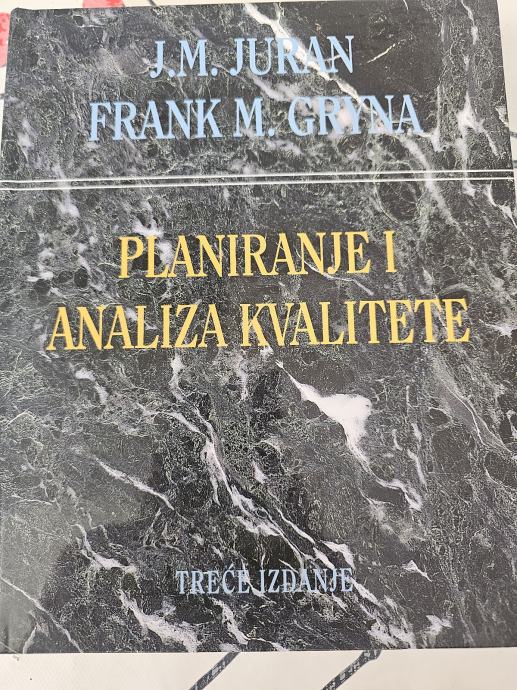 J.M. JURAN
FRANK M. GRYNA
PLANIRANJE I
ANALIZA KVALITETE
TREĆE IZDANJE